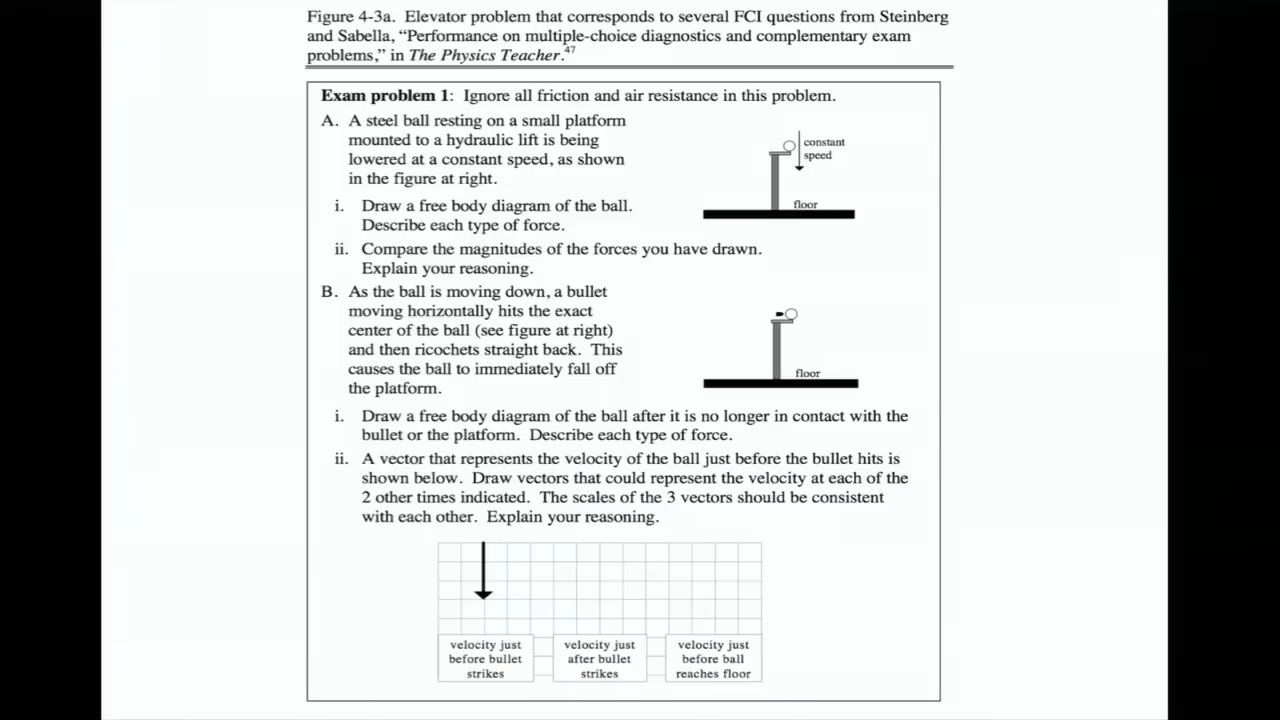 Figure 4-3a. Elevator problem that corresponds to several FCI questions from Steinberg
and Sabella, “Performance on multiple-choice diagnostics and complementary exam
problems,” in The Physics Teacher.47
Exam problem 1: Ignore all friction and air resistance in this problem.
A. A steel ball resting on a small platform
mounted to a hydraulic lift is being
lowered at a constant speed, as shown
in the figure at right.
constant
speed
floor
i. Draw a free body diagram of the ball.
Describe each type of force.
ii. Compare the magnitudes of the forces you have drawn.
Explain your reasoning.
B. As the ball is moving down, a bullet
moving horizontally hits the exact
center of the ball (see figure at right)
and then ricochets straight back. This
causes the ball to immediately fall off
the platform.
floor
i. Draw a free body diagram of the ball after it is no longer in contact with the
bullet or the platform. Describe each type of force.
ii. A vector that represents the velocity of the ball just before the bullet hits is
shown below. Draw vectors that could represent the velocity at each of the
2 other times indicated. The scales of the 3 vectors should be consistent
with each other. Explain your reasoning.
velocity just
before bullet
strikes
velocity just
after bullet
strikes
velocity just
before ball
reaches floor